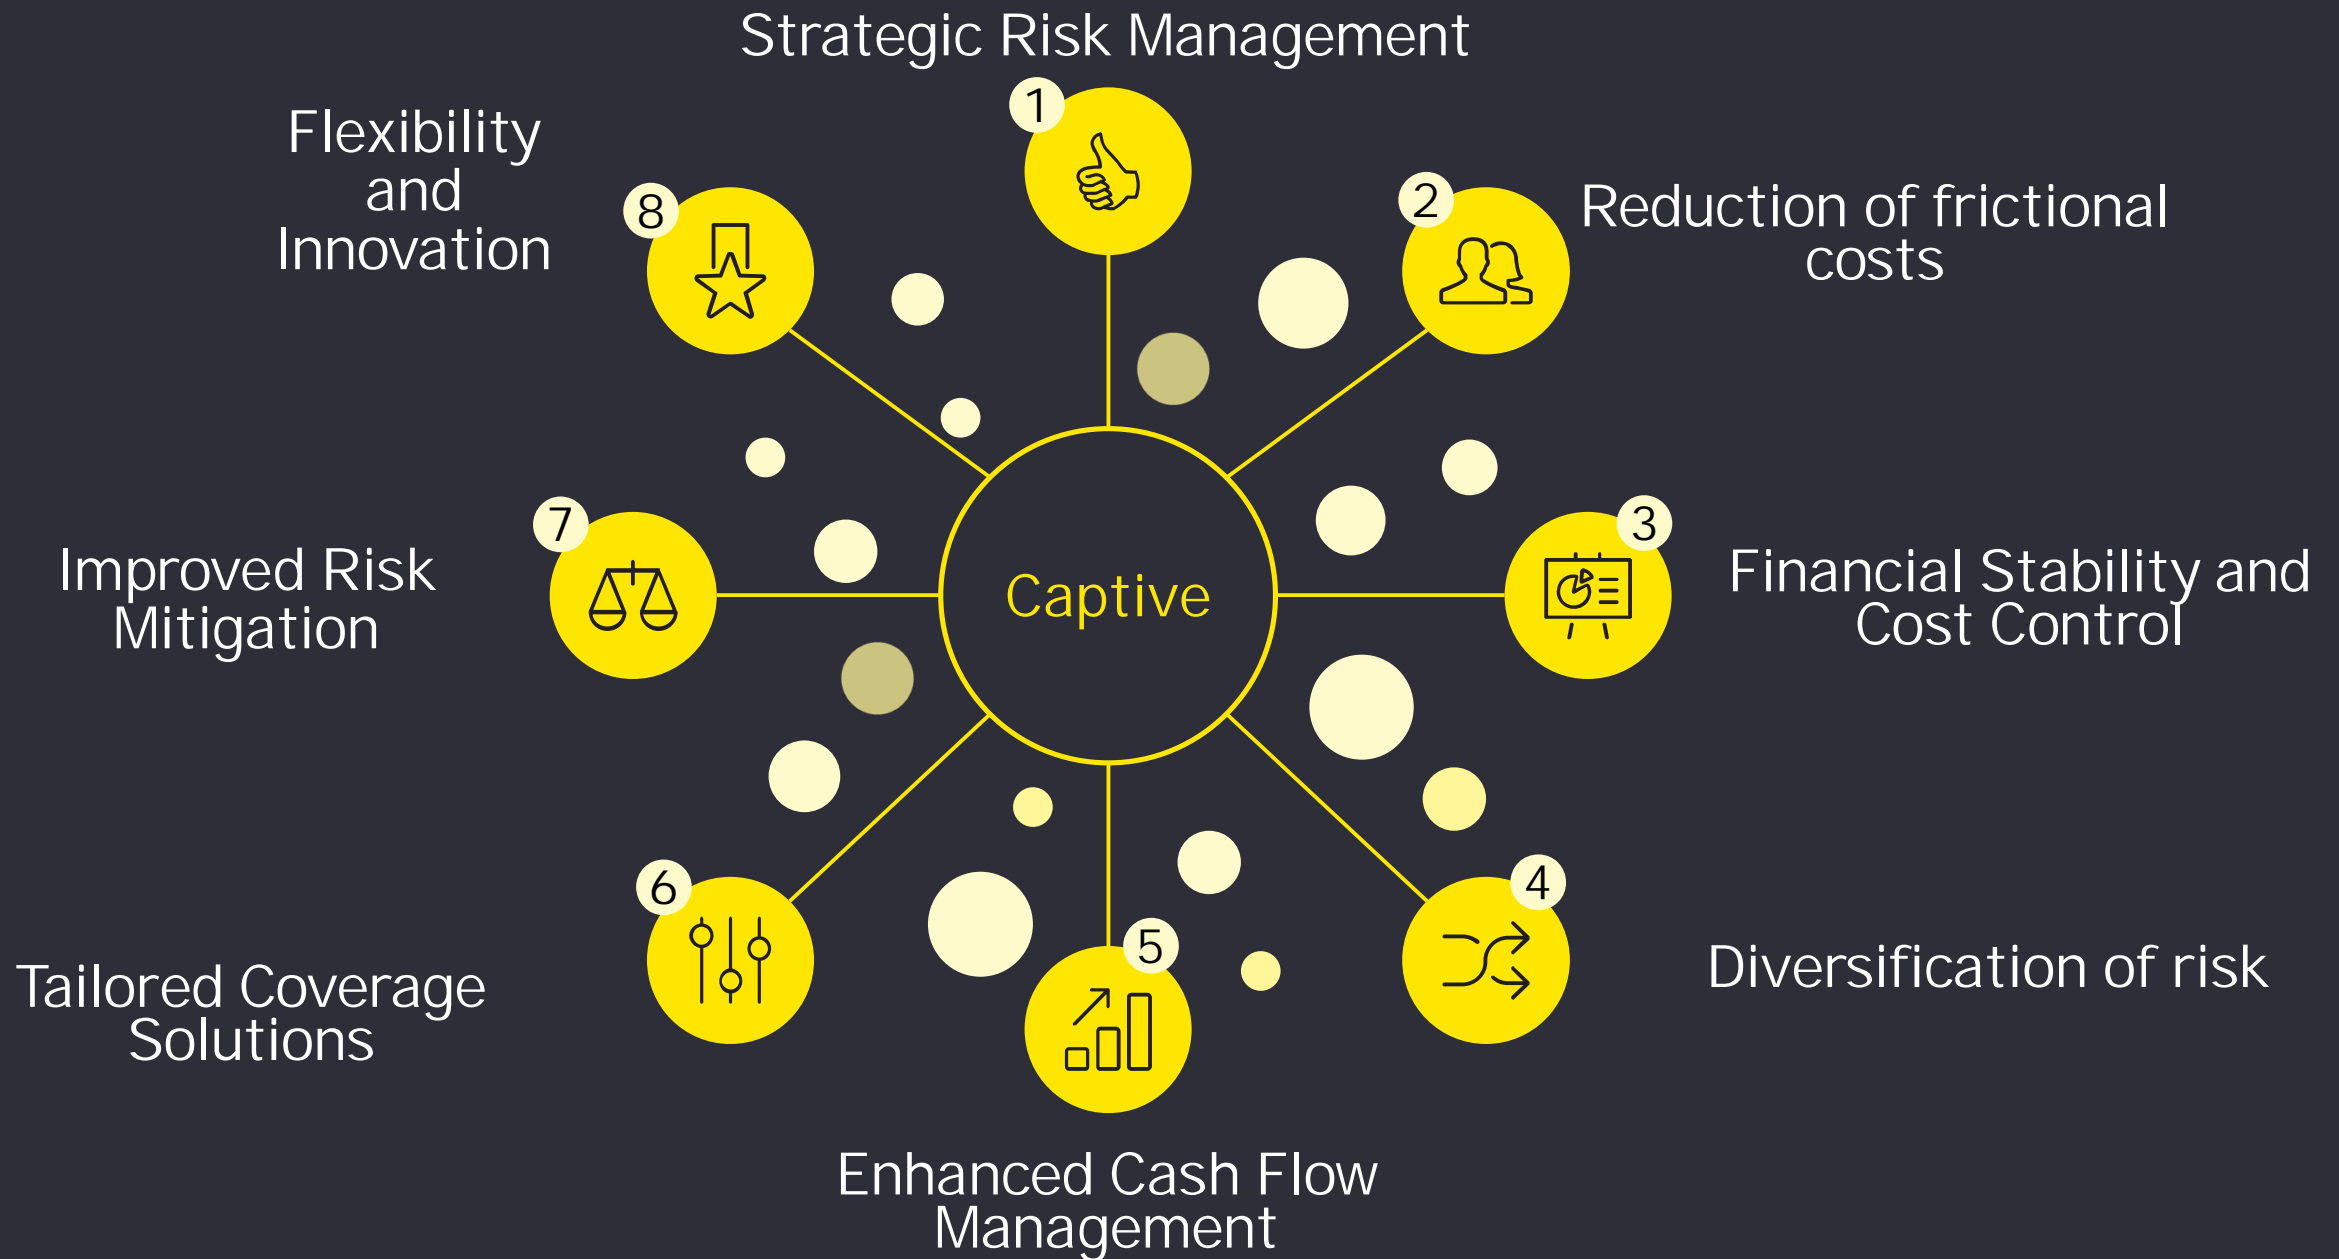 Strategic Risk Management
1
2
Reduction of frictional
costs
3
Financial Stability and
Cost Control
4
Diversification of risk
5
Enhanced Cash Flow
Management
6
Tailored Coverage
Solutions
7
Improved Risk
Mitigation
8
Flexibility
and
Innovation
Captive